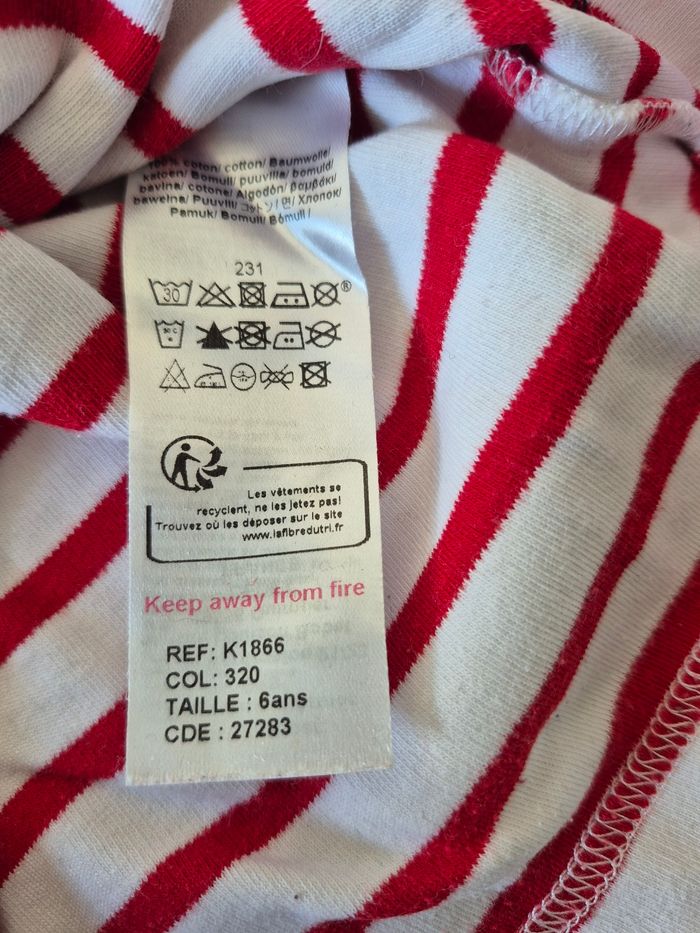 100% coton/ cotton/ Baumwolle/
katoen/ Bomull/ puuvilla/ bomuld/
bavlna/ cotone/ Algodón/ βαμβάκι/
bawełna/ Puuvill/ コットン/ 면/ Хлопок/
Pamuk/ Bomull/ Bómull /
231
30 ®
Les vêtements se
recyclent, ne les jetez pas!
Trouvez où les déposer sur le site
www.lafibredutri.fr
Keep away from fire
REF: K1866
COL: 320
TAILLE : 6ans
CDE : 27283